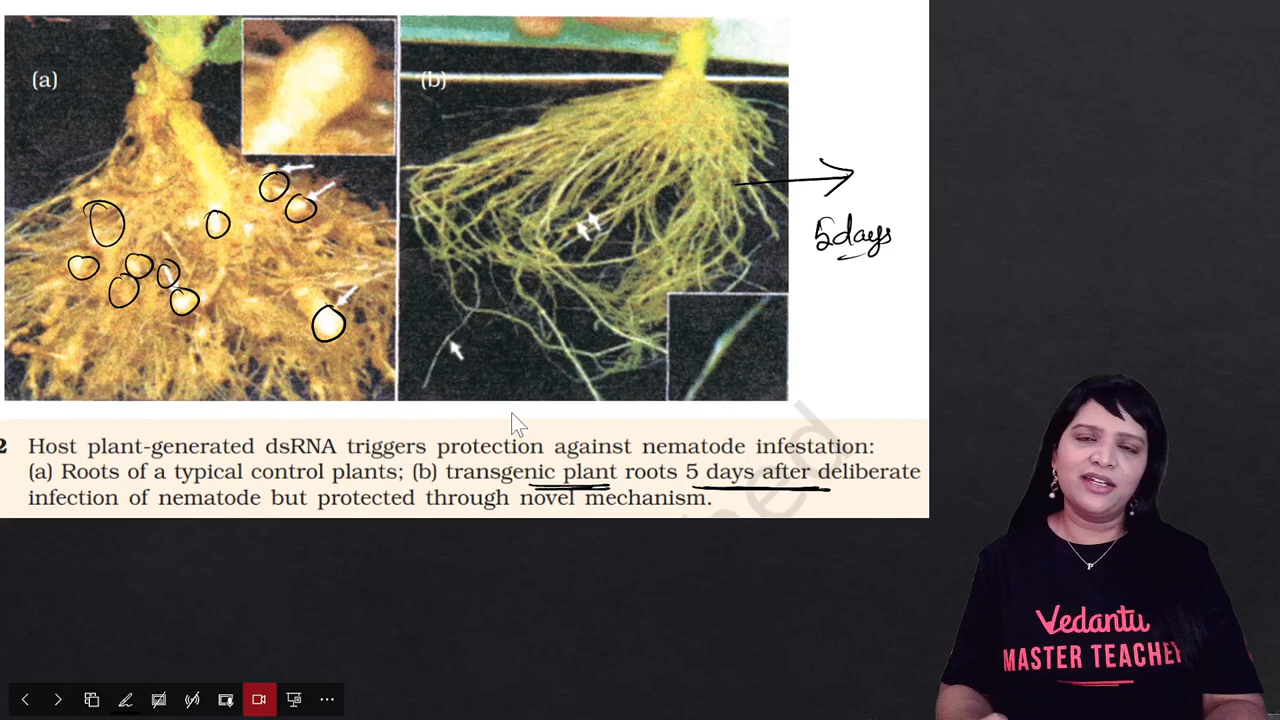 (a)
(b)
5days
2 Host plant-generated dsRNA triggers protection against nematode infestation:
(a) Roots of a typical control plants; (b) transgenic plant roots 5 days after deliberate
infection of nematode but protected through novel mechanism.
Vedantu
MASTER TEACHER
P